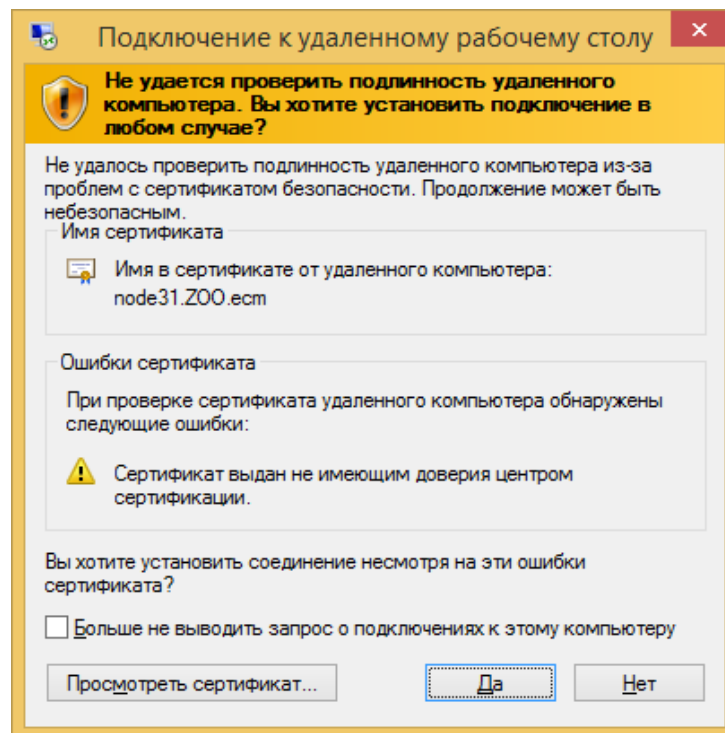 Подключение к удаленному рабочему столу
Не удается проверить подлинность удаленного
компьютера. Вы хотите установить подключение в
любом случае?
Не удалось проверить подлинность удаленного компьютера из-за
проблем с сертификатом безопасности. Продолжение может быть
небезопасным.
Имя сертификата
Имя в сертификате от удаленного компьютера:
node31.ZOO.ecm
Ошибки сертификата
При проверке сертификата удаленного компьютера обнаружены
следующие ошибки:
Сертификат выдан не имеющим доверия центром
сертификации.
Вы хотите установить соединение несмотря на эти ошибки
сертификата?
Больше не выводить запрос о подключениях к этому компьютеру
Просмотреть сертификат... Да Нет